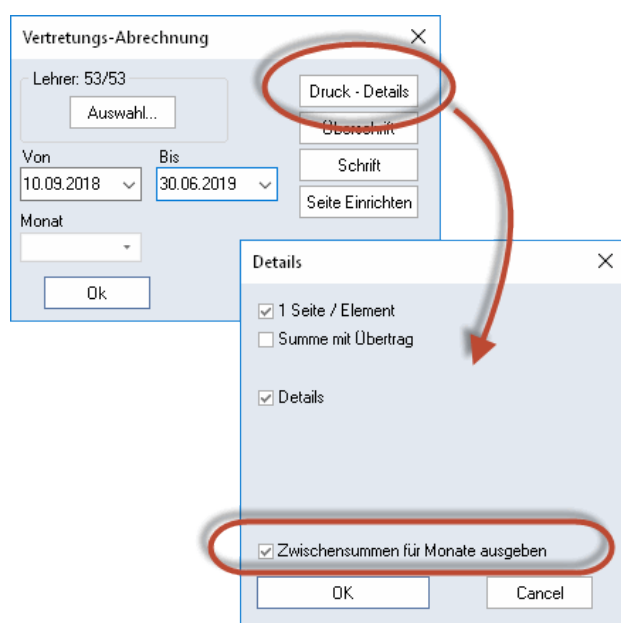 Vertretungs-Abrechnung
Lehrer: 53/53
Auswahl...
Druck - Details
Überschrift
Schrift
Seite Einrichten
Von
Bis
10.09.2018
30.06.2019
Monat
Ok
Details
1 Seite / Element
Summe mit Übertrag
Details
Zwischensummen für Monate ausgeben
OK
Cancel